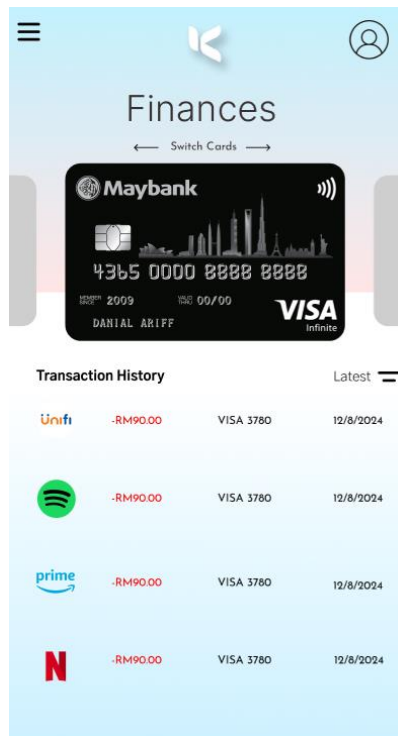 Finances
← Switch Cards →
Maybank
4365 0000 8888 8888
MEMBER SINCE 2009 VALID THRU 00/00
DANIAL ARIFF
VISA
Infinite
Transaction History Latest
unifi -RM90.00 VISA 3780 12/8/2024
-RM90.00 VISA 3780 12/8/2024
prime -RM90.00 VISA 3780 12/8/2024
N -RM90.00 VISA 3780 12/8/2024